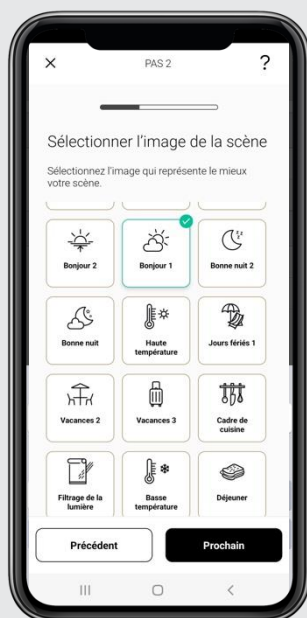 PAS 2
?
Sélectionner l'image de la scène
Sélectionnez l'image qui représente le mieux
votre scène.
Bonjour 2
Bonjour 1
Bonne nuit 2
Bonne nuit
Haute
température
Jours fériés 1
Vacances 2
Vacances 3
Cadre de
cuisine
Filtrage de la
lumière
Basse
température
Déjeuner
Précédent
Prochain